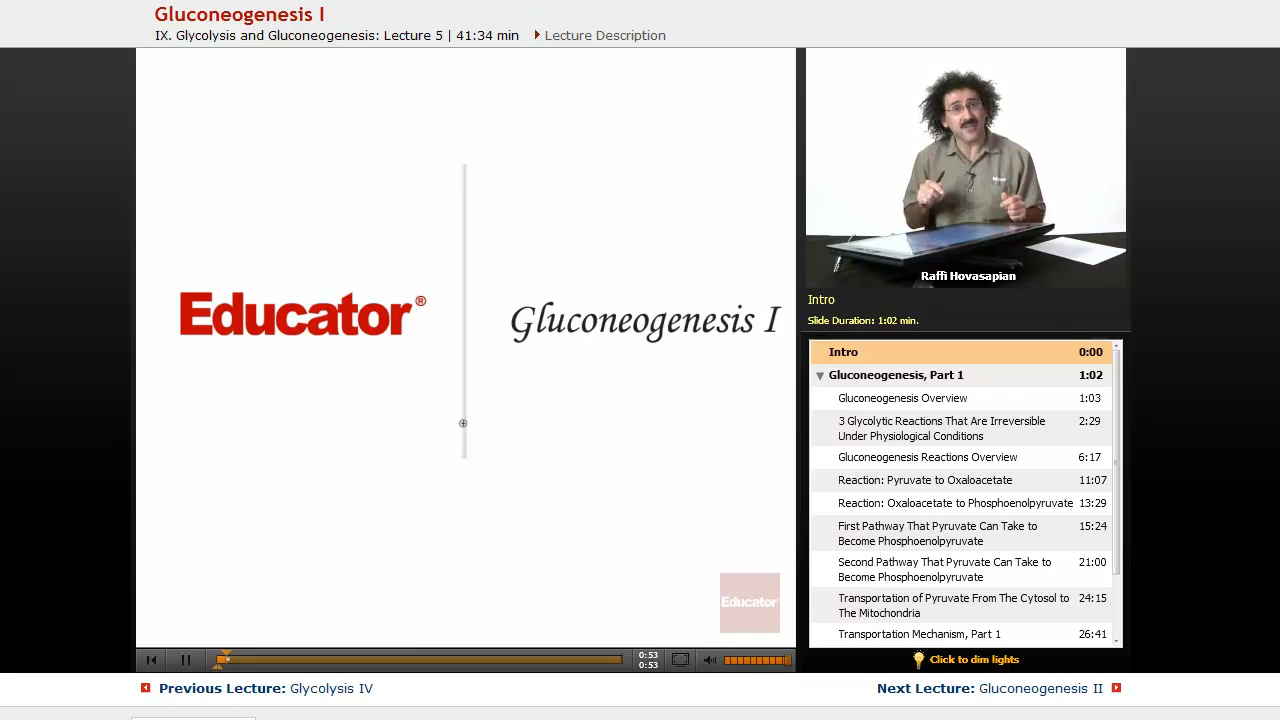 Gluconeogenesis I
IX. Glycolysis and Gluconeogenesis: Lecture 5 | 41:34 min
Lecture Description
Educator®
Gluconeogenesis I
Educator
Raffi Hovasapian
Intro
Slide Duration: 1:02 min.
Intro 0:00
Gluconeogenesis, Part 1 1:02
Gluconeogenesis Overview 1:03
3 Glycolytic Reactions That Are Irreversible 2:29
Under Physiological Conditions
Gluconeogenesis Reactions Overview 6:17
Reaction: Pyruvate to Oxaloacetate 11:07
Reaction: Oxaloacetate to Phosphoenolpyruvate 13:29
First Pathway That Pyruvate Can Take to 15:24
Become Phosphoenolpyruvate
Second Pathway That Pyruvate Can Take to 21:00
Become Phosphoenolpyruvate
Transportation of Pyruvate From The Cytosol to 24:15
The Mitochondria
Transportation Mechanism, Part 1 26:41
0:53
0:53
Click to dim lights
Previous Lecture: Glycolysis IV
Next Lecture: Gluconeogenesis II